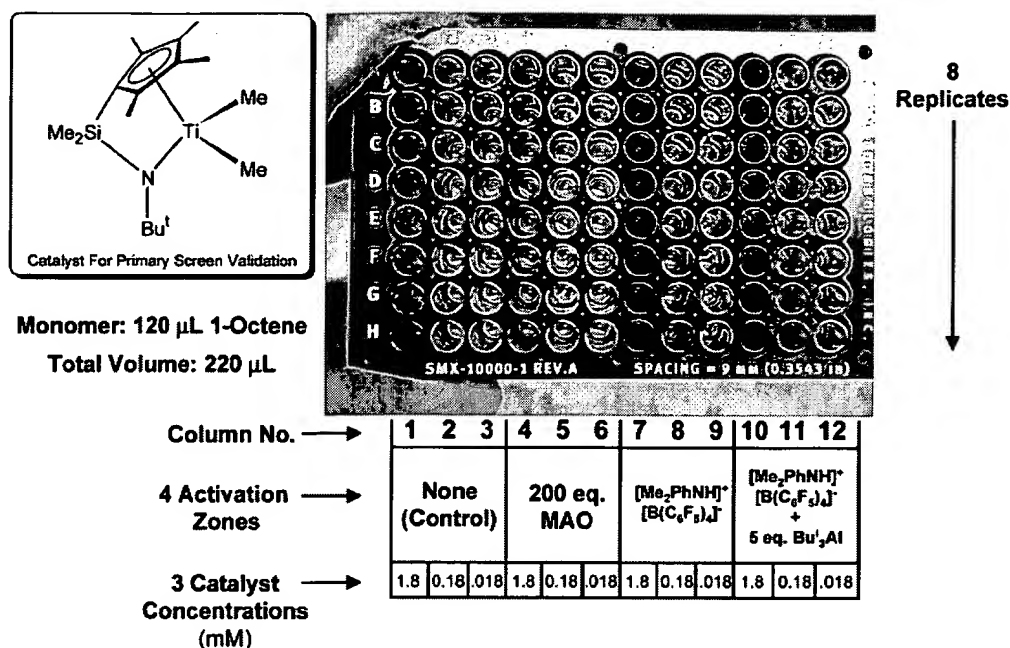 Me
Me₂Si
Ti
Me
N
Buᵗ
Catalyst For Primary Screen Validation
Monomer: 120 µL 1-Octene
Total Volume: 220 µL
B
C
D
E
F
G
H
SMX-10000-1 REV.A SPACING = 9 mm (0.3543 in)
8
Replicates
Column No. 1 2 3 4 5 6 7 8 9 10 11 12
4 Activation
Zones
None
(Control)
200 eq.
MAO
[Me₂PhNH]⁺
[B(C₆F₅)₄]⁻
[Me₂PhNH]⁺
[B(C₆F₅)₄]⁻
+
5 eq. Buⁱ₃Al
3 Catalyst
Concentrations
(mM)
1.8 0.18 .018 1.8 0.18 .018 1.8 0.18 .018 1.8 0.18 .018